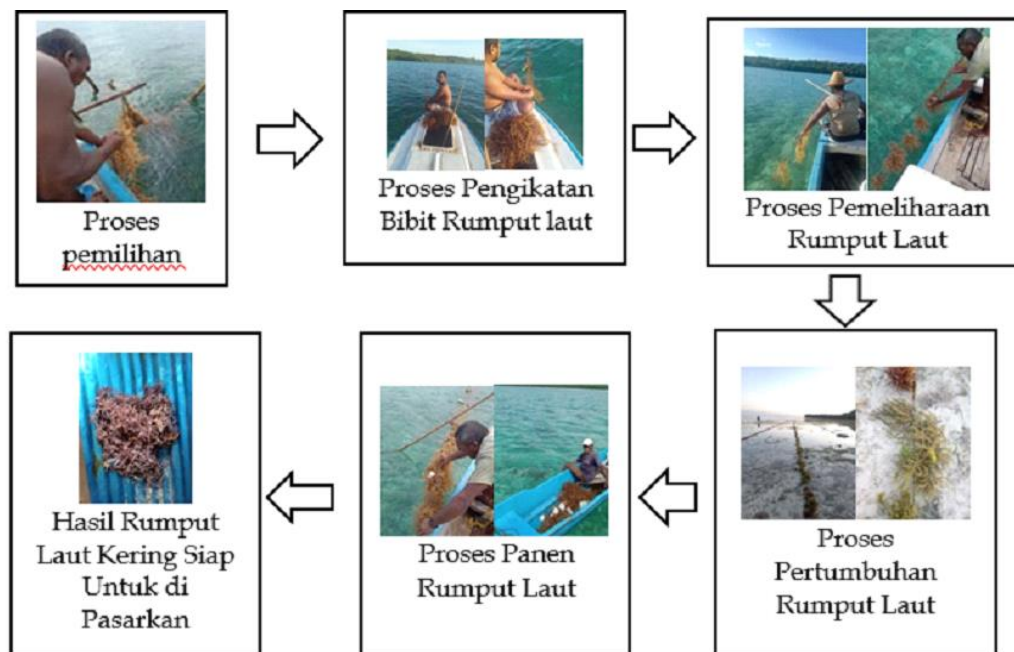 Proses
pemilihan
Proses Pengikatan
Bibit Rumput laut
Proses Pemeliharaan
Rumput Laut
Proses
Pertumbuhan
Rumput Laut
Proses Panen
Rumput Laut
Hasil Rumput
Laut Kering Siap
Untuk di
Pasarkan